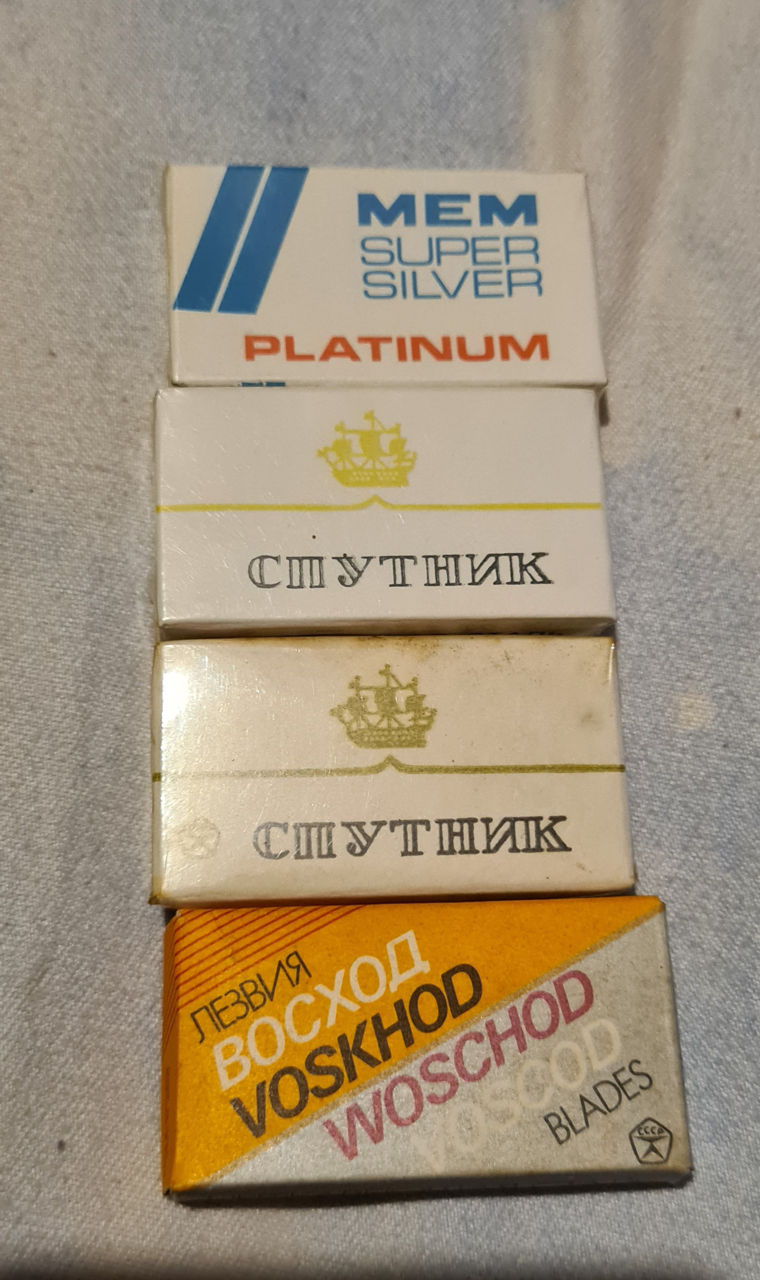 MEM
SUPER
SILVER
PLATINUM
СПУТНИК
СПУТНИК
ЛЕЗВИЯ
ВОСХОД
VOSKHOD
WOSCHOD
VOSCOD
BLADES
СССР